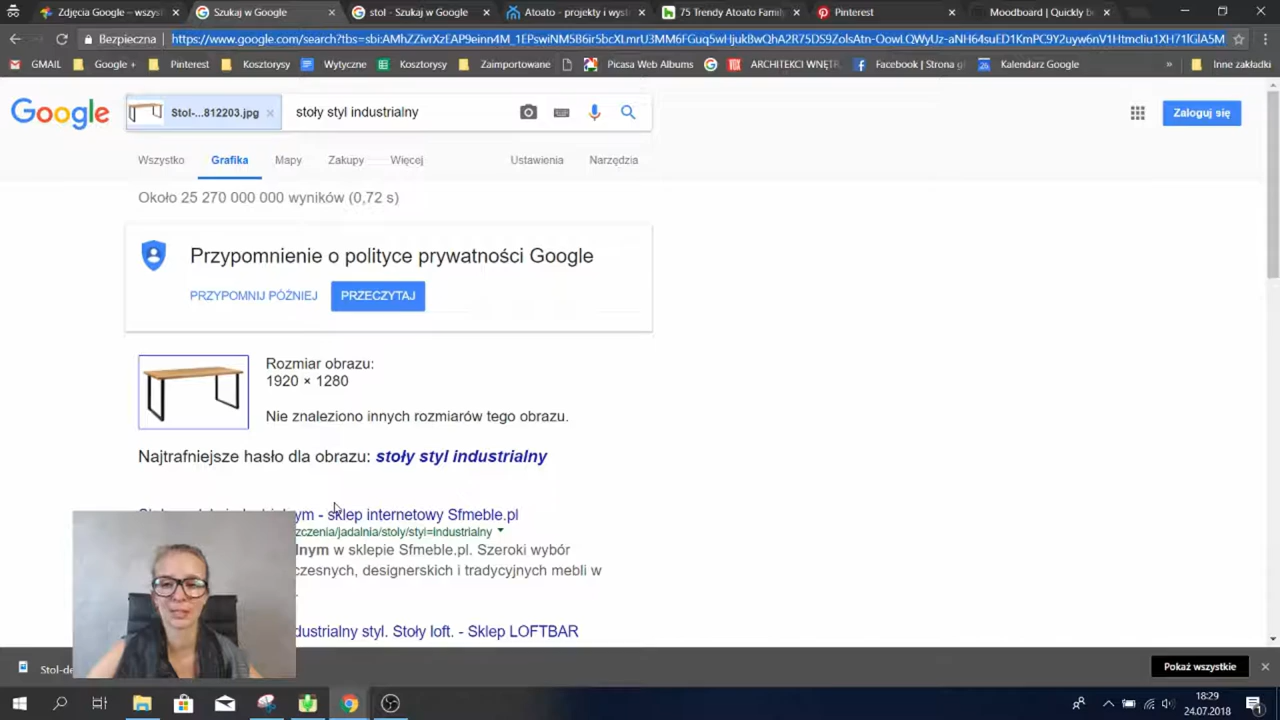 Zdjęcia Google – wszys
Szukaj w Google
stol - Szukaj w Google
Atoato - projekty i wyst
75 Trendy Atoato Family
Pinterest
Moodboard | Quickly b
Bezpieczna
GMAIL
Google +
Pinterest
Kosztorysy
Wytyczne
Kosztorysy
Zaimportowane
Picasa Web Albums
ARCHITEKCI WNĘTR
Facebook | Strona gł
Kalendarz Google
»
Inne zakładki
Google
Stol-...812203.jpg
stoły styl industrialny
Zaloguj się
Wszystko
Grafika
Mapy
Zakupy
Więcej
Ustawienia
Narzędzia
Około 25 270 000 000 wyników (0,72 s)
Przypomnienie o polityce prywatności Google
PRZYPOMNIJ PÓŹNIEJ
PRZECZYTAJ
Rozmiar obrazu:
1920 × 1280
Nie znaleziono innych rozmiarów tego obrazu.
Najtrafniejsze hasło dla obrazu: stoły styl industrialny
ym - sklep internetowy Sfmeble.pl
zczenia/jadalnia/stoly/styl=industrialny
lnym w sklepie Sfmeble.pl. Szeroki wybór
czesnych, designerskich i tradycyjnych mebli w
dustrialny styl. Stoły loft. - Sklep LOFTBAR
Stol-de
Pokaż wszystkie
18:29
24.07.2018